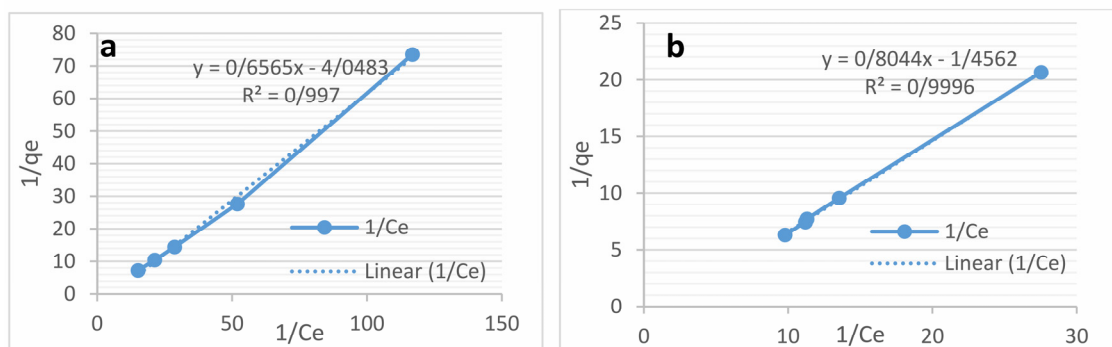 a
80
70
60
50
40
30
20
10
0
1/qe
y = 0/6565x - 4/0483
R² = 0/997
1/Ce
Linear (1/Ce)
0 50 100 150
1/Ce
b
25
20
15
10
5
0
1/qe
y = 0/8044x - 1/4562
R² = 0/9996
1/Ce
Linear (1/Ce)
0 10 20 30
1/Ce